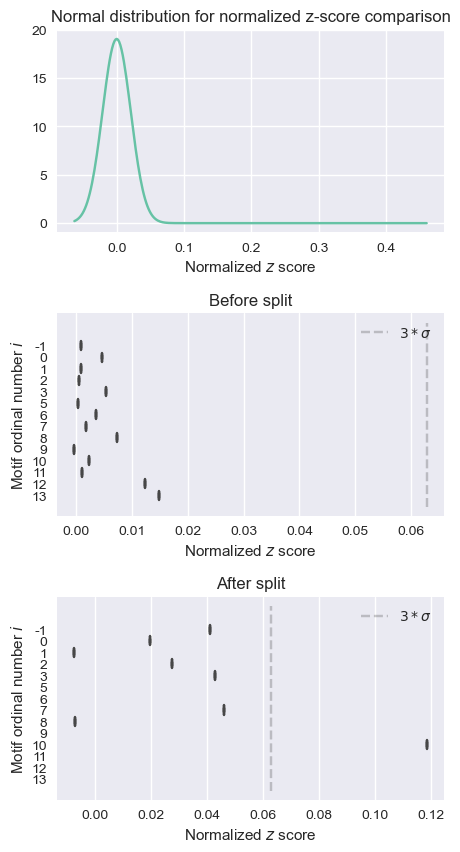 Normal distribution for normalized z-score comparison
20
15
10
5
0
0.0 0.1 0.2 0.3 0.4
Normalized z score
Before split
3 * σ
Motif ordinal number i
-1
0
1
2
3
5
6
7
8
9
10
11
12
13
0.00 0.01 0.02 0.03 0.04 0.05 0.06
Normalized z score
After split
3 * σ
Motif ordinal number i
-1
0
1
2
3
5
6
7
8
9
10
11
12
13
0.00 0.02 0.04 0.06 0.08 0.10 0.12
Normalized z score